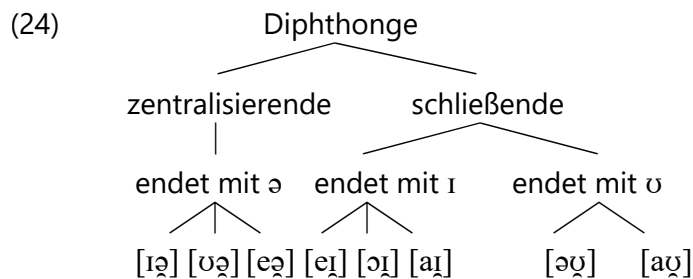 (24) Diphthonge
zentralisierende schließende
endet mit ə endet mit ɪ endet mit ʊ
[ɪə̯] [ʊə̯] [eə̯] [eɪ̯] [ɔɪ̯] [aɪ̯] [əʊ̯] [aʊ̯]